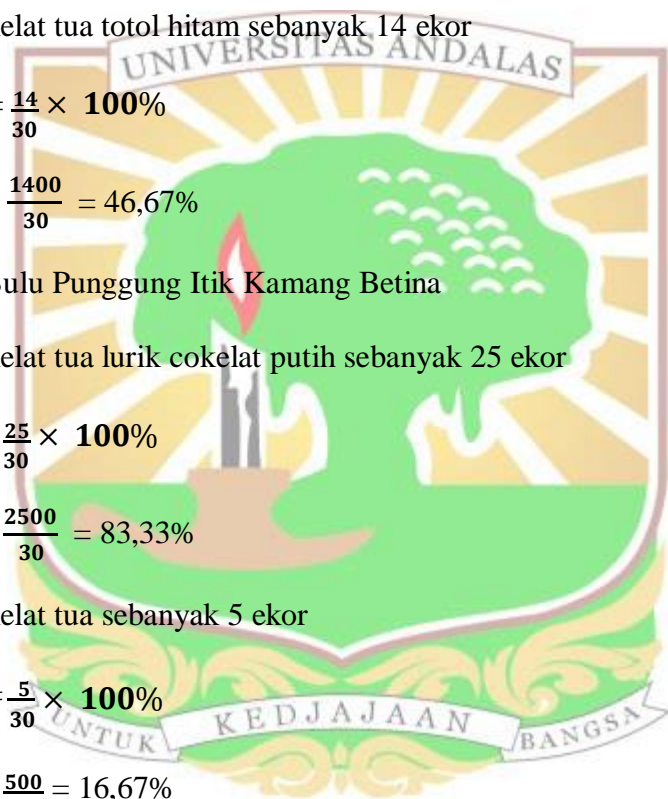 elat tua totol hitam sebanyak 14 ekor
UNIVERSITAS ANDALAS
= 14/30 × 100%
1400/30 = 46,67%
Bulu Punggung Itik Kamang Betina
elat tua lurik cokelat putih sebanyak 25 ekor
25/30 × 100%
2500/30 = 83,33%
elat tua sebanyak 5 ekor
= 5/30 × 100%
UNTUK KEDJAJAAN BANGSA
500/30 = 16,67%